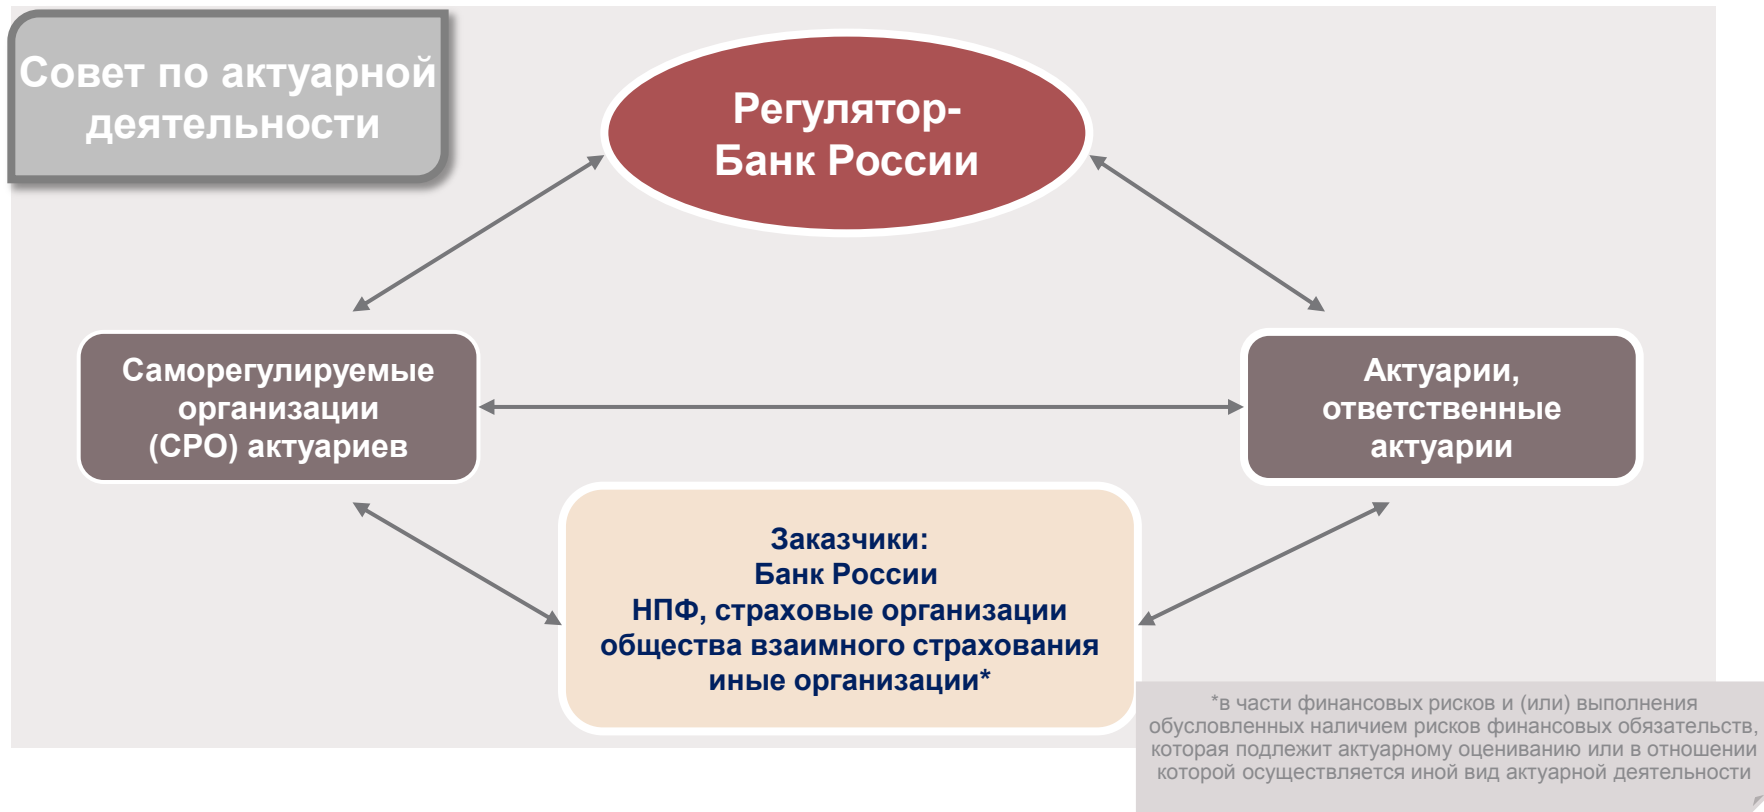 Совет по актуарной
деятельности
Регулятор-
Банк России
Саморегулируемые
организации
(СРО) актуариев
Актуарии,
ответственные
актуарии
Заказчики:
Банк России
НПФ, страховые организации
общества взаимного страхования
иные организации*
*в части финансовых рисков и (или) выполнения
обусловленных наличием рисков финансовых обязательств,
которая подлежит актуарному оцениванию или в отношении
которой осуществляется иной вид актуарной деятельности